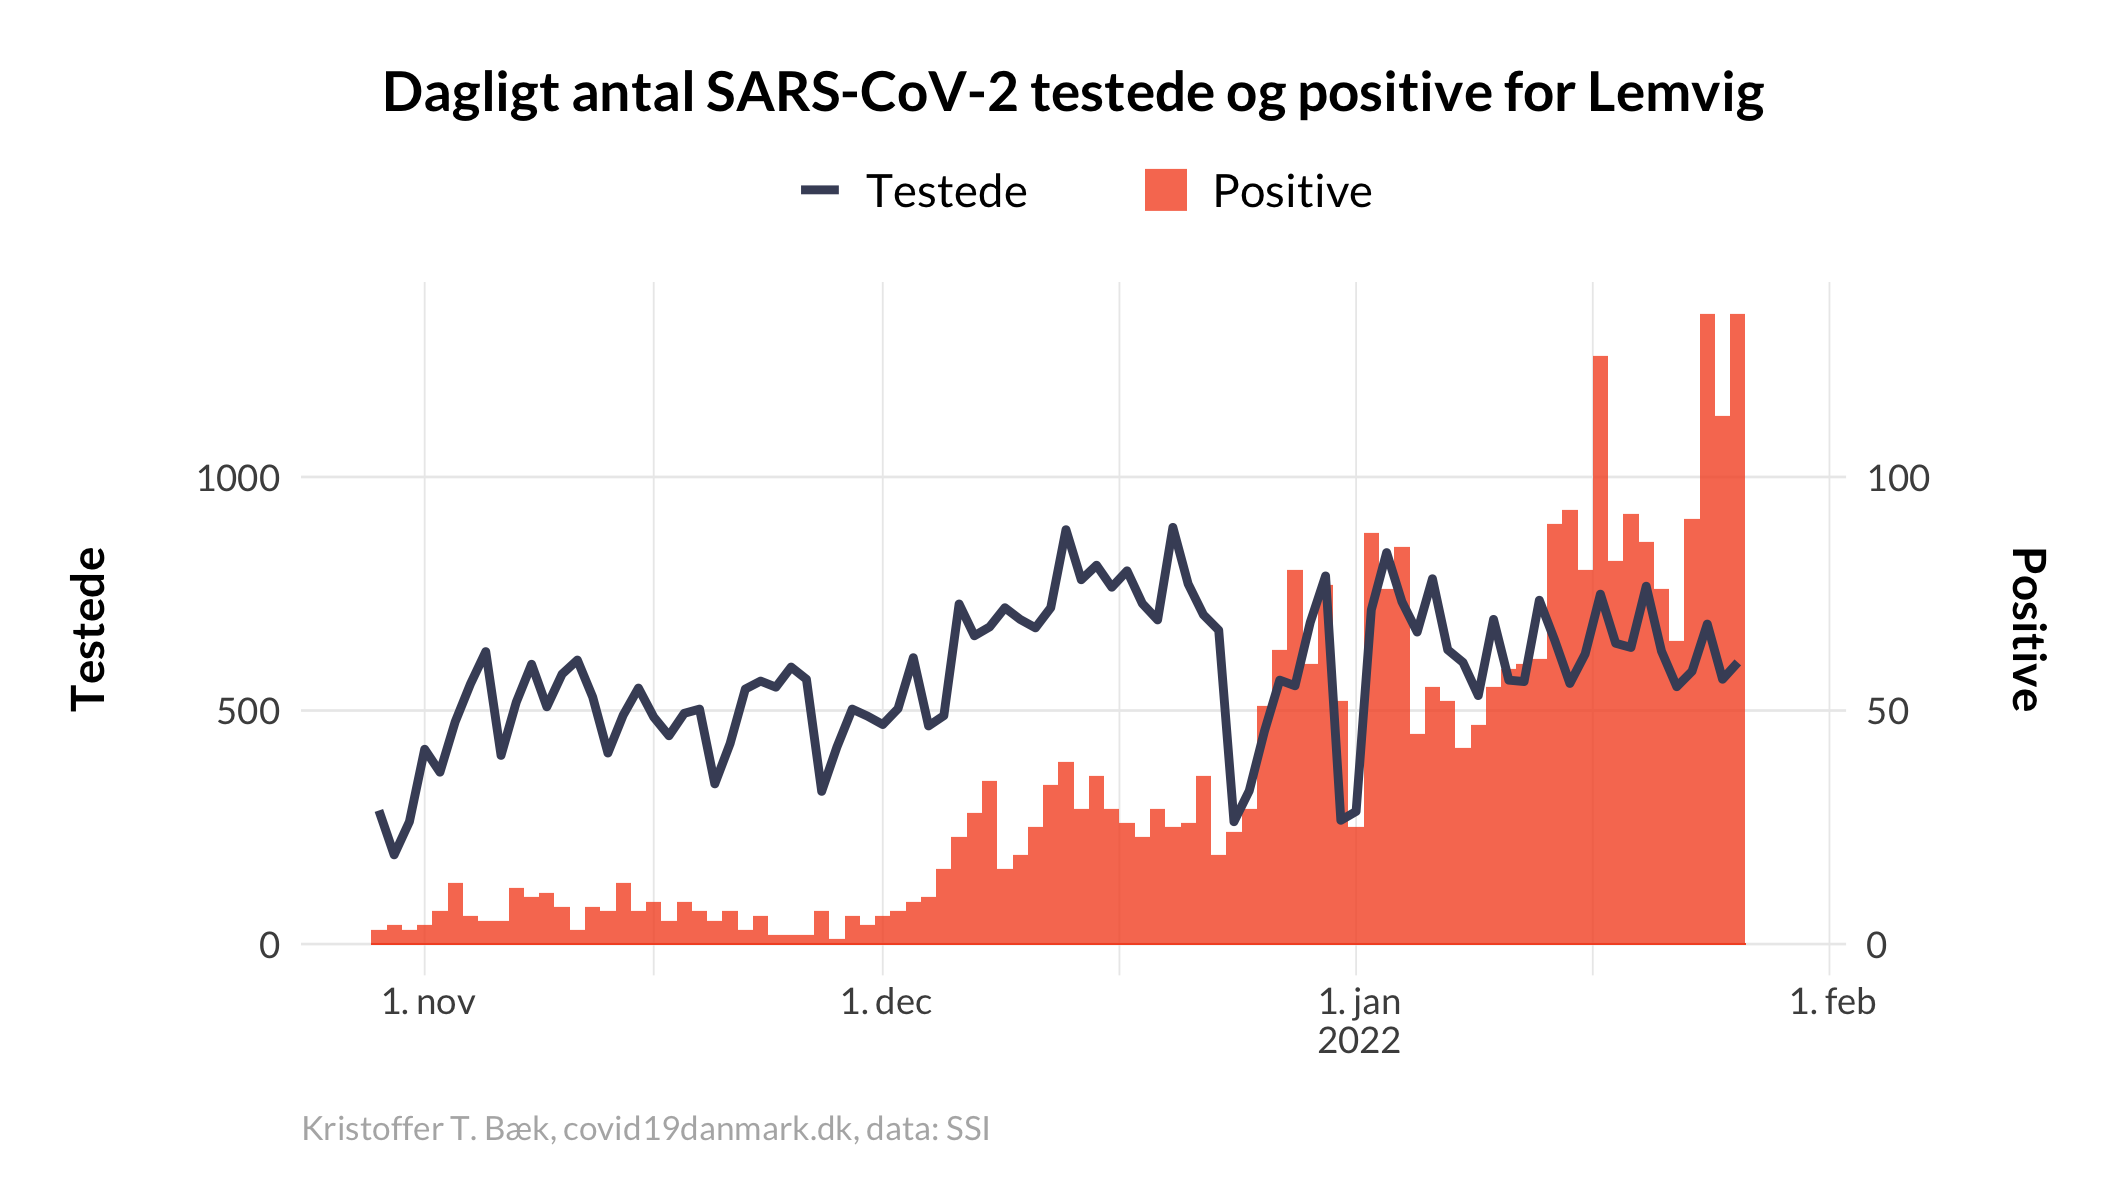 Dagligt antal SARS-CoV-2 testede og positive for Lemvig
Testede
Positive
1000
500
0
Testede
100
50
0
Positive
1. nov
1. dec
1. jan
2022
1. feb
Kristoffer T. Bæk, covid19danmark.dk, data: SSI